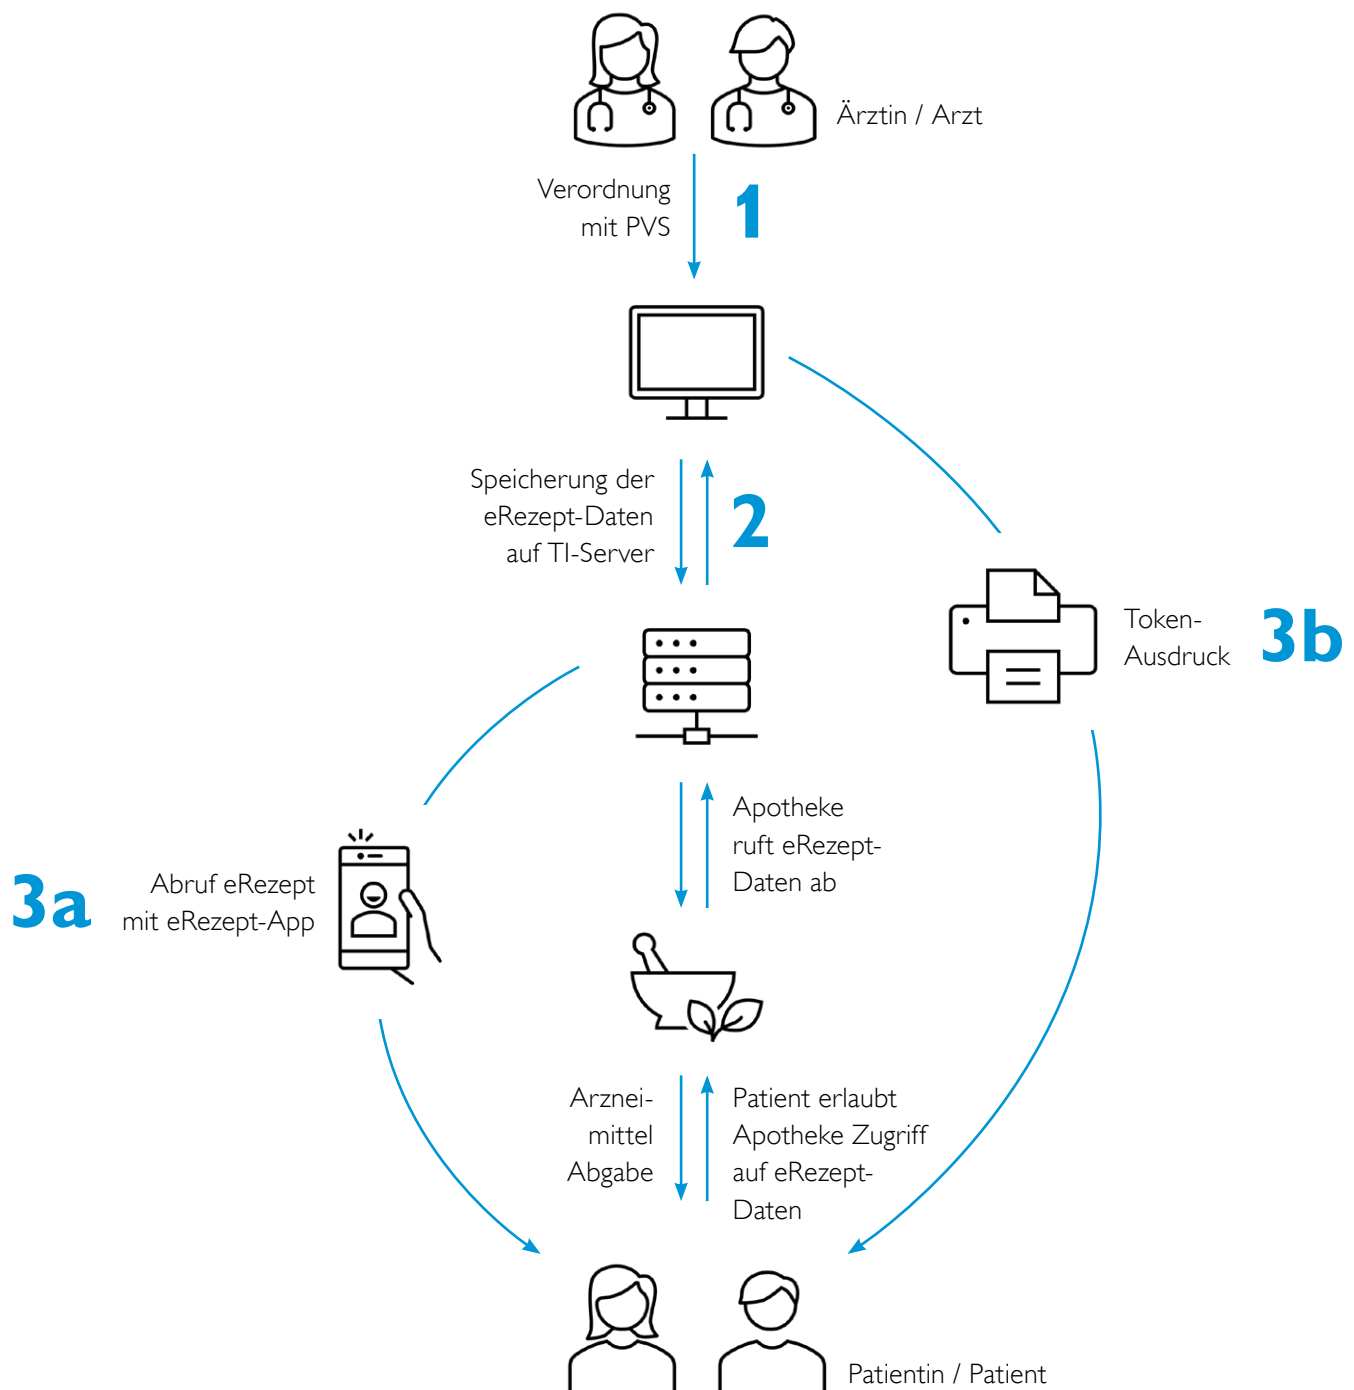 Ärztin / Arzt
Verordnung
mit PVS
1
Speicherung der
eRezept-Daten
auf TI-Server
2
Token-
Ausdruck
3b
Apotheke
ruft eRezept-
Daten ab
3a
Abruf eRezept
mit eRezept-App
Arznei-
mittel
Abgabe
Patient erlaubt
Apotheke Zugriff
auf eRezept-
Daten
Patientin / Patient